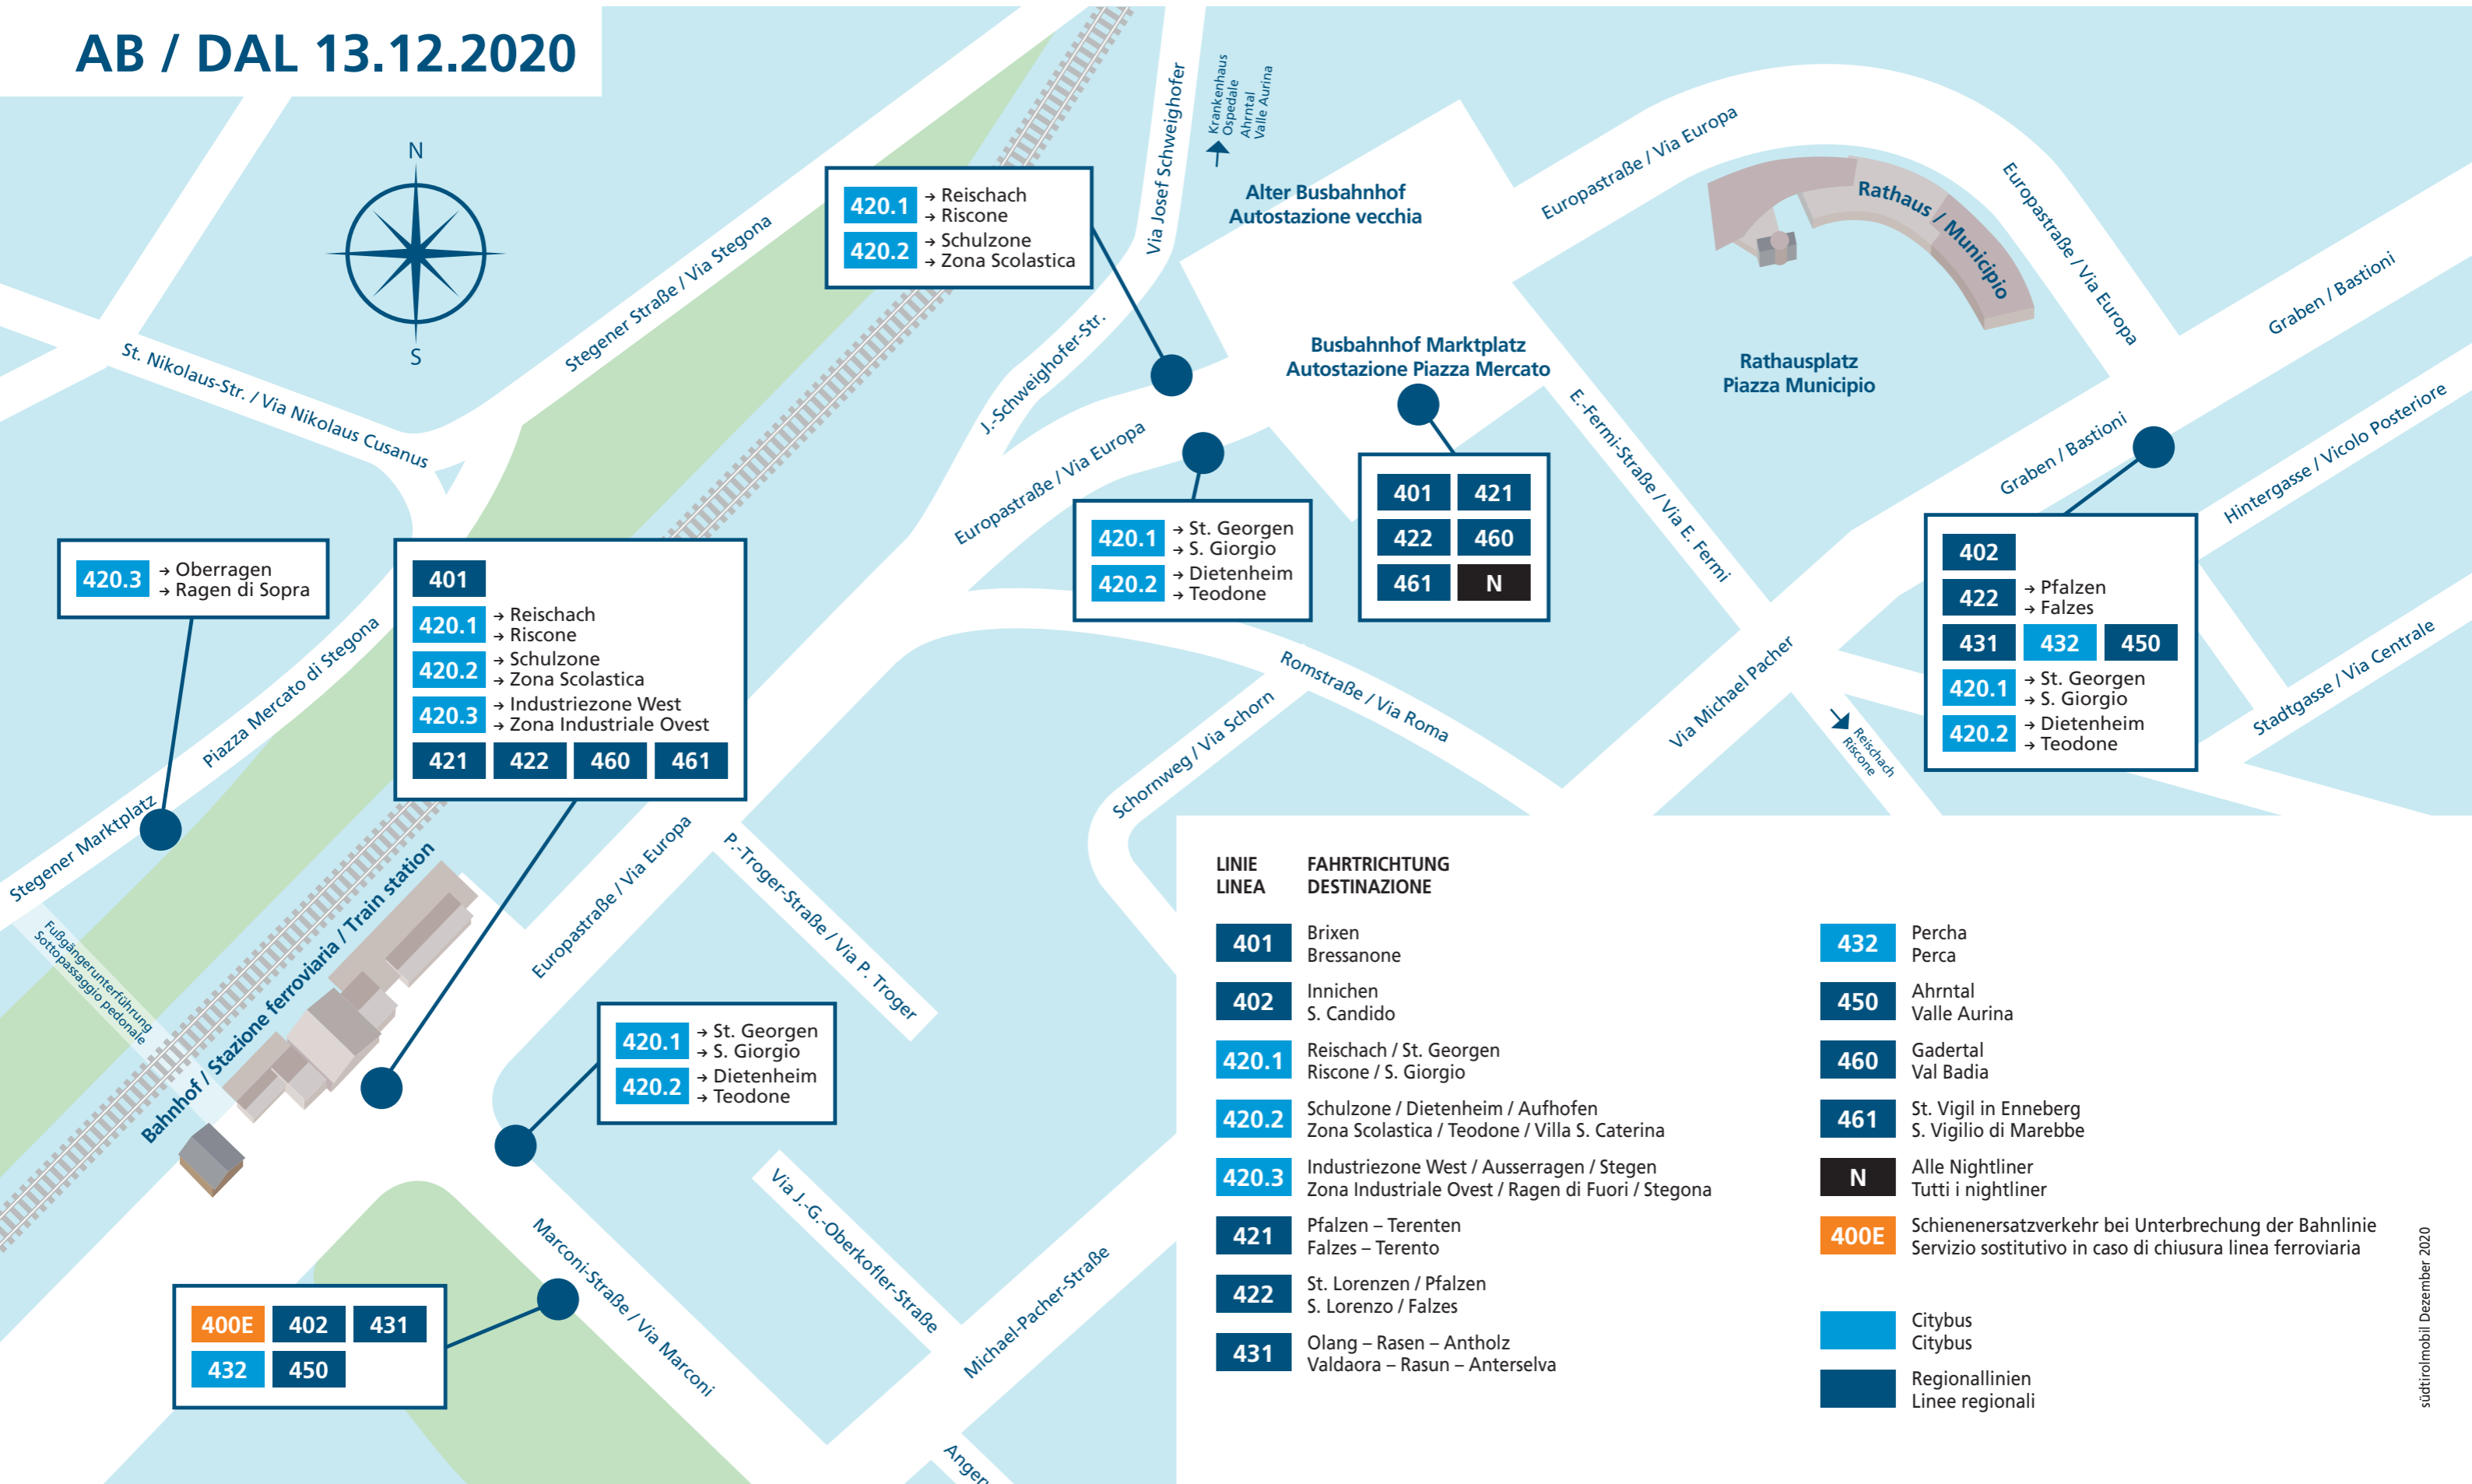 AB / DAL 13.12.2020
N
S
Krankenhaus
Ospedale
Ahrntal
Valle Aurina
Via Josef Schweighofer
J.-Schweighofer-Str.
Alter Busbahnhof
Autostazione vecchia
Europastraße / Via Europa
Rathaus / Municipio
Europastraße / Via Europa
Graben / Bastioni
Stegener Straße / Via Stegona
St. Nikolaus-Str. / Via Nikolaus Cusanus
420.1 → Reischach
→ Riscone
420.2 → Schulzone
→ Zona Scolastica
Busbahnhof Marktplatz
Autostazione Piazza Mercato
Rathausplatz
Piazza Municipio
Europastraße / Via Europa
E.-Fermi-Straße / Via E. Fermi
Graben / Bastioni
Hintergasse / Vicolo Posteriore
Stadtgasse / Via Centrale
401 421
422 460
461 N
420.1 → St. Georgen
→ S. Giorgio
420.2 → Dietenheim
→ Teodone
402
422 → Pfalzen
→ Falzes
431 432 450
420.1 → St. Georgen
→ S. Giorgio
420.2 → Dietenheim
→ Teodone
420.3 → Oberragen
→ Ragen di Sopra
401
420.1 → Reischach
→ Riscone
420.2 → Schulzone
→ Zona Scolastica
420.3 → Industriezone West
→ Zona Industriale Ovest
421 422 460 461
Piazza Mercato di Stegona
Stegener Marktplatz
Romstraße / Via Roma
Schornweg / Via Schorn
Via Michael Pacher
Reischach
Riscone
Fußgängerunterführung
Sottopassaggio pedonale
Bahnhof / Stazione ferroviaria / Train station
Europastraße / Via Europa
P.-Troger-Straße / Via P. Troger
420.1 → St. Georgen
→ S. Giorgio
420.2 → Dietenheim
→ Teodone
Via J.-G.-Oberkofler-Straße
Marconi-Straße / Via Marconi
Michael-Pacher-Straße
Anger
400E 402 431
432 450
LINIE FAHRTRICHTUNG
LINEA DESTINAZIONE
401 Brixen
Bressanone
402 Innichen
S. Candido
420.1 Reischach / St. Georgen
Riscone / S. Giorgio
420.2 Schulzone / Dietenheim / Aufhofen
Zona Scolastica / Teodone / Villa S. Caterina
420.3 Industriezone West / Ausserragen / Stegen
Zona Industriale Ovest / Ragen di Fuori / Stegona
421 Pfalzen – Terenten
Falzes – Terento
422 St. Lorenzen / Pfalzen
S. Lorenzo / Falzes
431 Olang – Rasen – Antholz
Valdaora – Rasun – Anterselva
432 Percha
Perca
450 Ahrntal
Valle Aurina
460 Gadertal
Val Badia
461 St. Vigil in Enneberg
S. Vigilio di Marebbe
N Alle Nightliner
Tutti i nightliner
400E Schienenersatzverkehr bei Unterbrechung der Bahnlinie
Servizio sostitutivo in caso di chiusura linea ferroviaria
Citybus
Citybus
Regionallinien
Linee regionali
südtirolmobil Dezember 2020